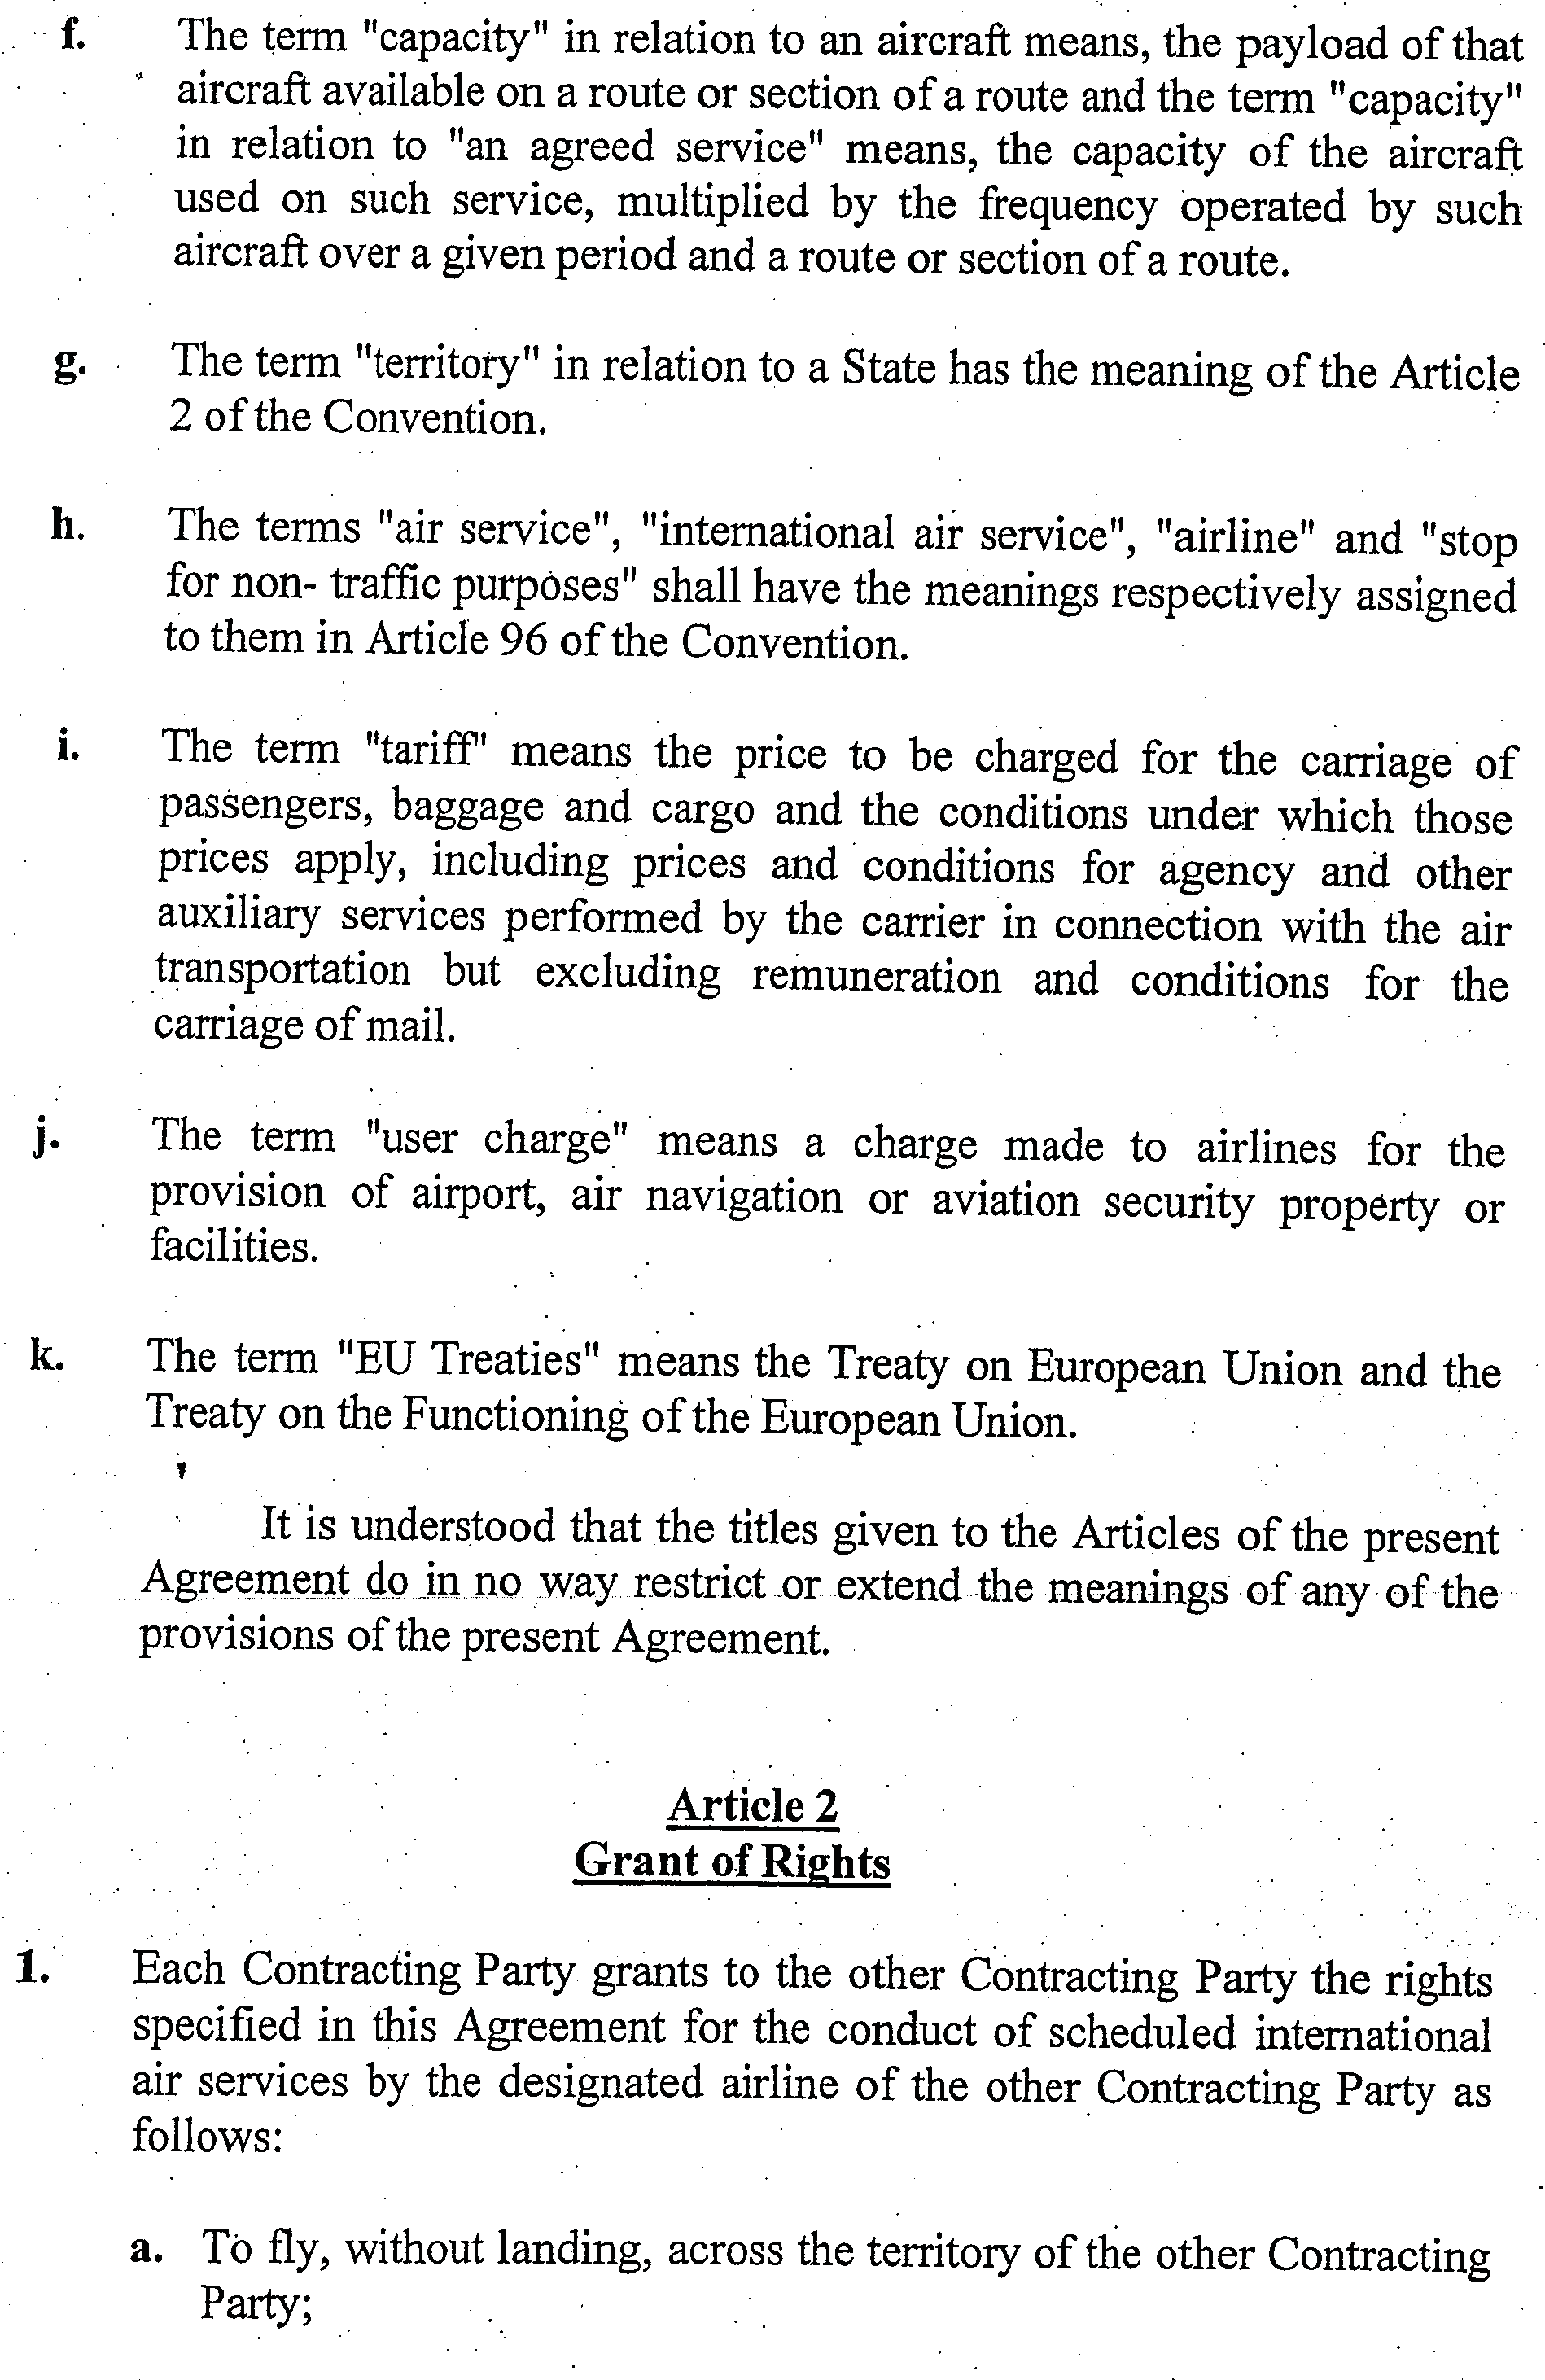 f. The term "capacity" in relation to an aircraft means, the payload of that
aircraft available on a route or section of a route and the term "capacity"
in relation to "an agreed service" means, the capacity of the aircraft
used on such service, multiplied by the frequency operated by such
aircraft over a given period and a route or section of a route.
g. The term "territory" in relation to a State has the meaning of the Article
2 of the Convention.
h. The terms "air service", "international air service", "airline" and "stop
for non- traffic purposes" shall have the meanings respectively assigned
to them in Article 96 of the Convention.
i. The term "tariff" means the price to be charged for the carriage of
passengers, baggage and cargo and the conditions under which those
prices apply, including prices and conditions for agency and other
auxiliary services performed by the carrier in connection with the air
transportation but excluding remuneration and conditions for the
carriage of mail.
j. The term "user charge" means a charge made to airlines for the
provision of airport, air navigation or aviation security property or
facilities.
k. The term "EU Treaties" means the Treaty on European Union and the
Treaty on the Functioning of the European Union.
It is understood that the titles given to the Articles of the present
Agreement do in no way restrict or extend the meanings of any of the
provisions of the present Agreement.
Article 2
Grant of Rights
1. Each Contracting Party grants to the other Contracting Party the rights
specified in this Agreement for the conduct of scheduled international
air services by the designated airline of the other Contracting Party as
follows:
a. To fly, without landing, across the territory of the other Contracting
Party;